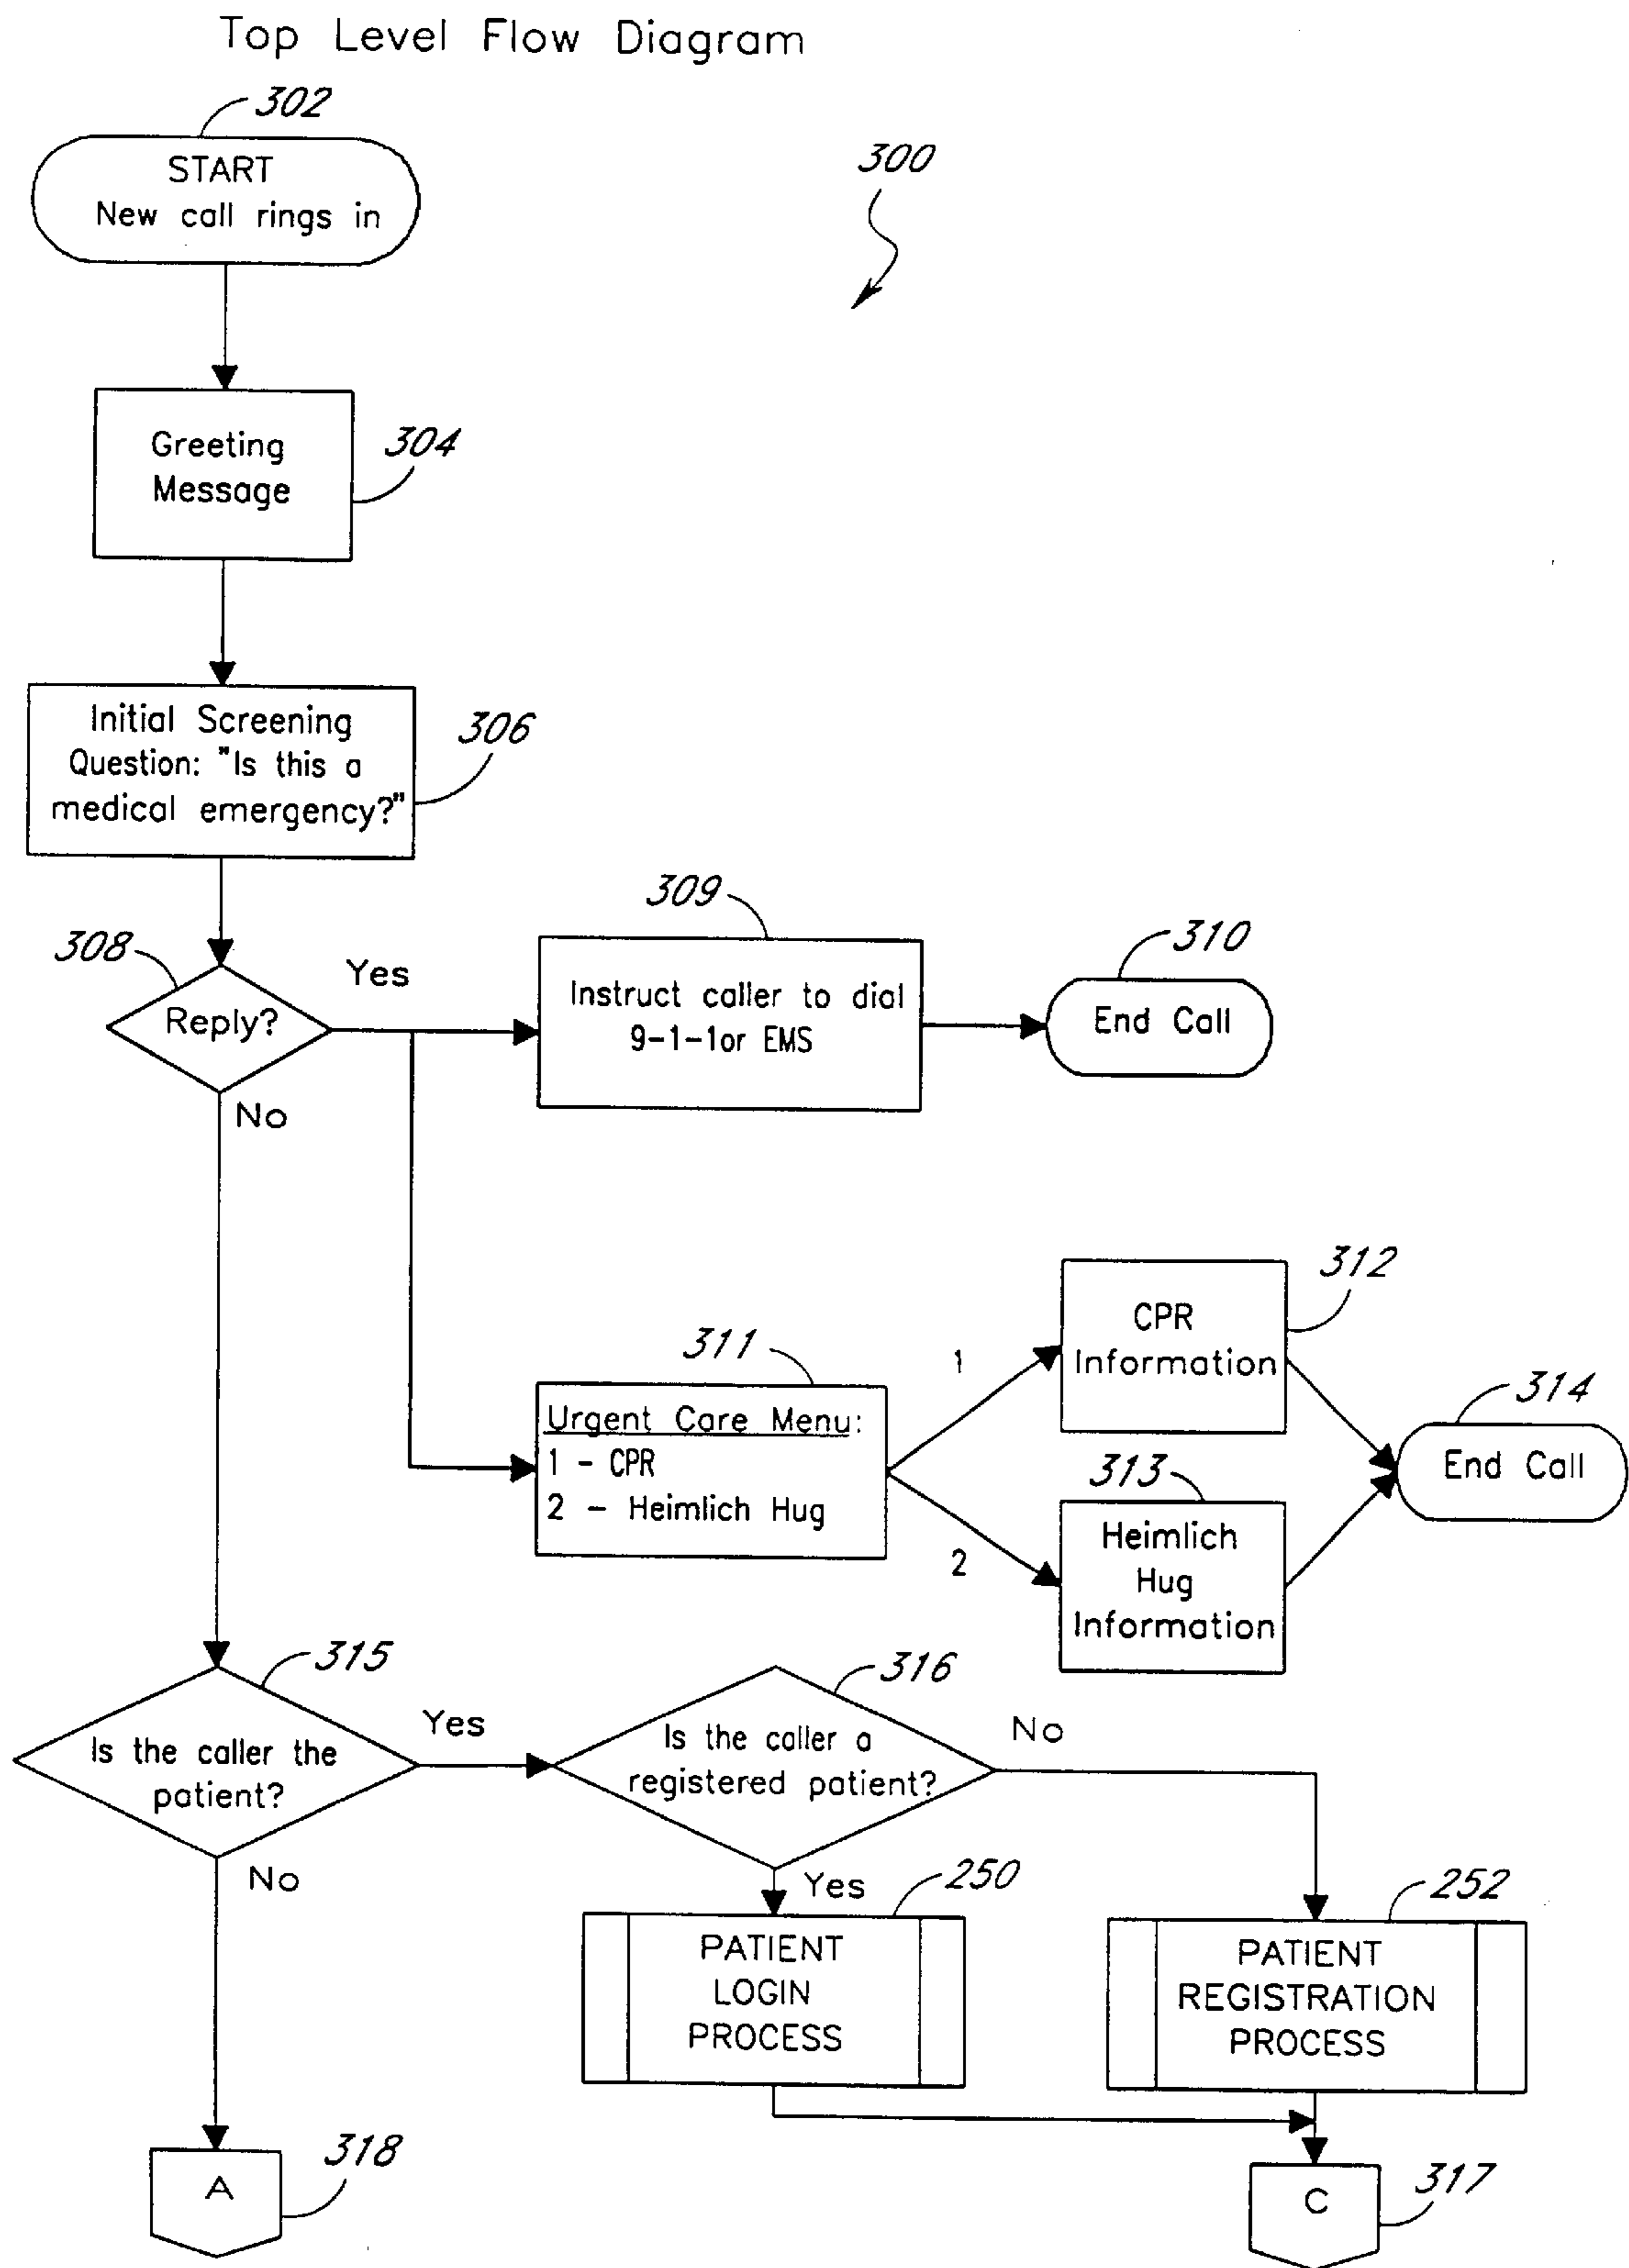 Top Level Flow Diagram
302
START
New call rings in
300
Greeting
Message
304
Initial Screening
Question: "Is this a
medical emergency?"
306
308
Reply?
Yes
No
309
Instruct caller to dial
9-1-1or EMS
310
End Call
311
Urgent Care Menu:
1 - CPR
2 - Heimlich Hug
1
2
312
CPR
Information
313
Heimlich
Hug
Information
314
End Call
315
Is the caller the
patient?
Yes
No
316
Is the caller a
registered patient?
No
Yes
250
PATIENT
LOGIN
PROCESS
252
PATIENT
REGISTRATION
PROCESS
A
318
C
317